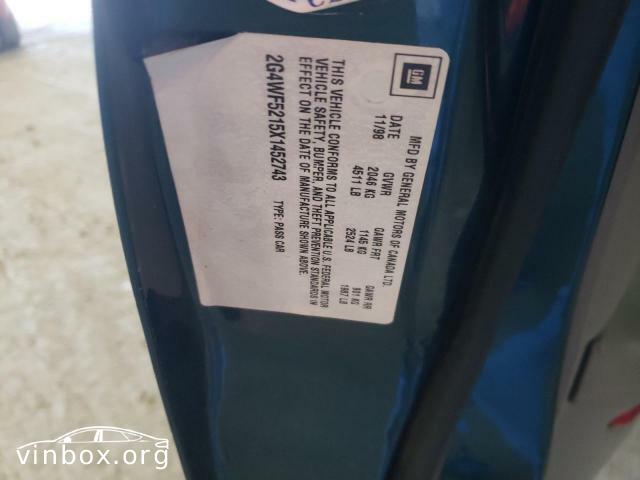 GM
MFD BY GENERAL MOTORS OF CANADA LTD.
DATE GVWR GAWR FRT GAWR RR
11/98 2046 KG 1145 KG 901 KG
4511 LB 2524 LB 1987 LB
THIS VEHICLE CONFORMS TO ALL APPLICABLE U.S. FEDERAL MOTOR
VEHICLE SAFETY, BUMPER, AND THEFT PREVENTION STANDARDS IN
EFFECT ON THE DATE OF MANUFACTURE SHOWN ABOVE.
2G4WF5215X1452743 TYPE: PASS CAR
vinbox.org